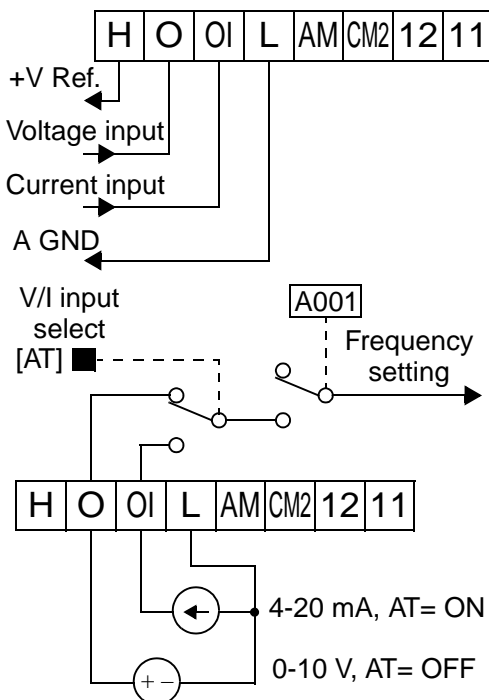 H O OI L AM CM2 12 11
+V Ref.
Voltage input
Current input
A GND
V/I input
select
[AT]
A001
Frequency
setting
H O OI L AM CM2 12 11
4-20 mA, AT= ON
+ −
0-10 V, AT= OFF